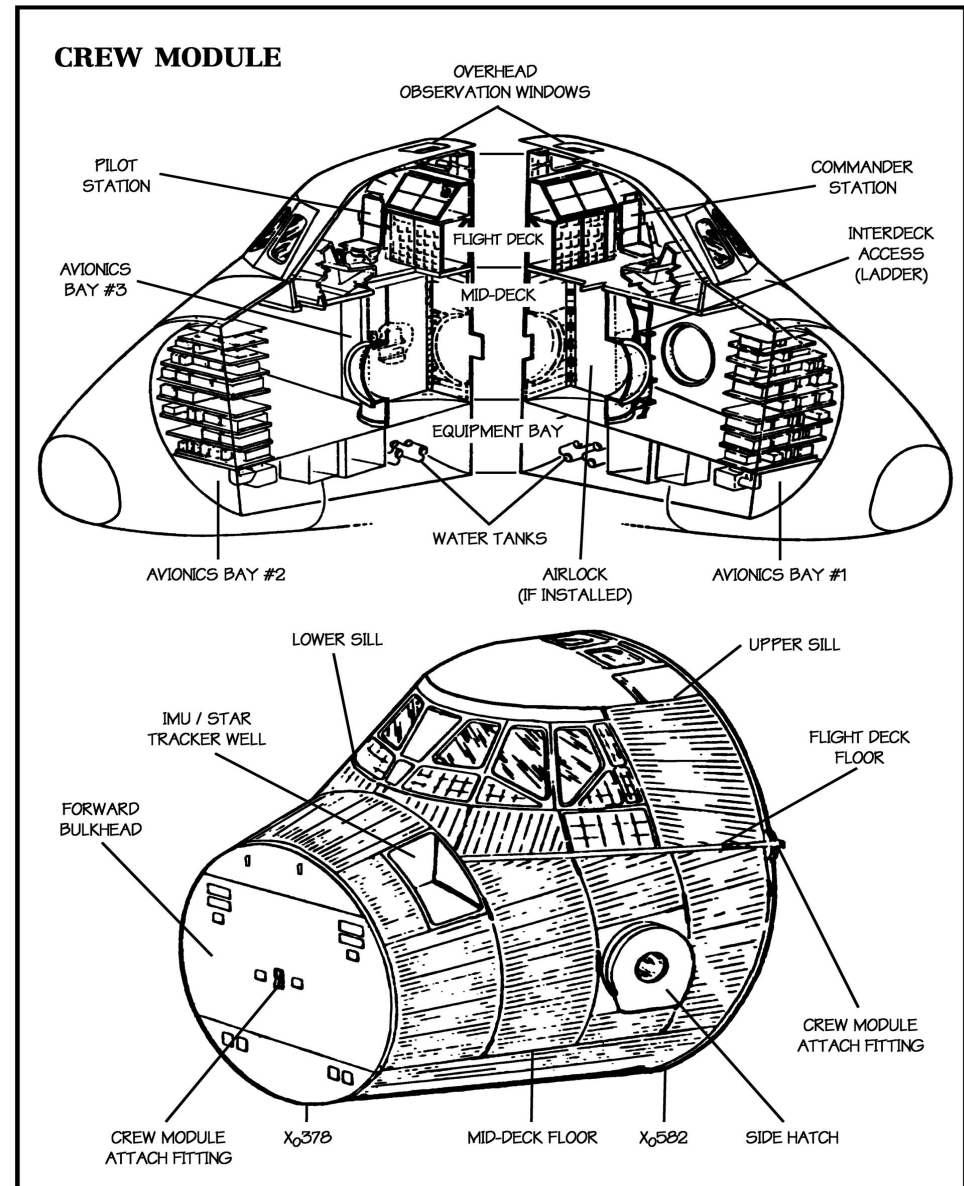 CREW MODULE
OVERHEAD
OBSERVATION WINDOWS
PILOT
STATION
COMMANDER
STATION
FLIGHT DECK
INTERDECK
ACCESS
(LADDER)
AVIONICS
BAY #3
MID-DECK
EQUIPMENT BAY
WATER TANKS
AVIONICS BAY #2
AIRLOCK
(IF INSTALLED)
AVIONICS BAY #1
LOWER SILL
UPPER SILL
IMU / STAR
TRACKER WELL
FLIGHT DECK
FLOOR
FORWARD
BULKHEAD
CREW MODULE
ATTACH FITTING
CREW MODULE
ATTACH FITTING
X₀378
MID-DECK FLOOR
X₀582
SIDE HATCH